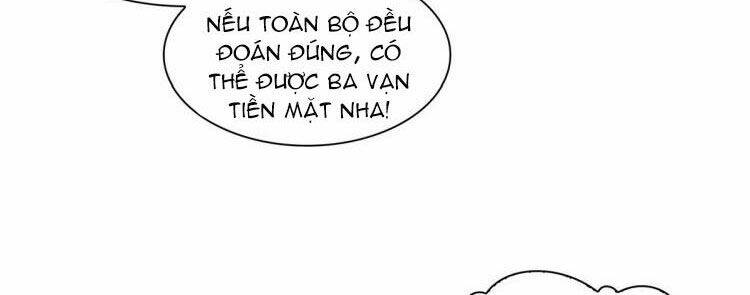 NẾU TOÀN BỘ ĐỀU
ĐOÁN ĐÚNG, CÓ
THỂ ĐƯỢC BA VẠN
TIỀN MẶT NHA!